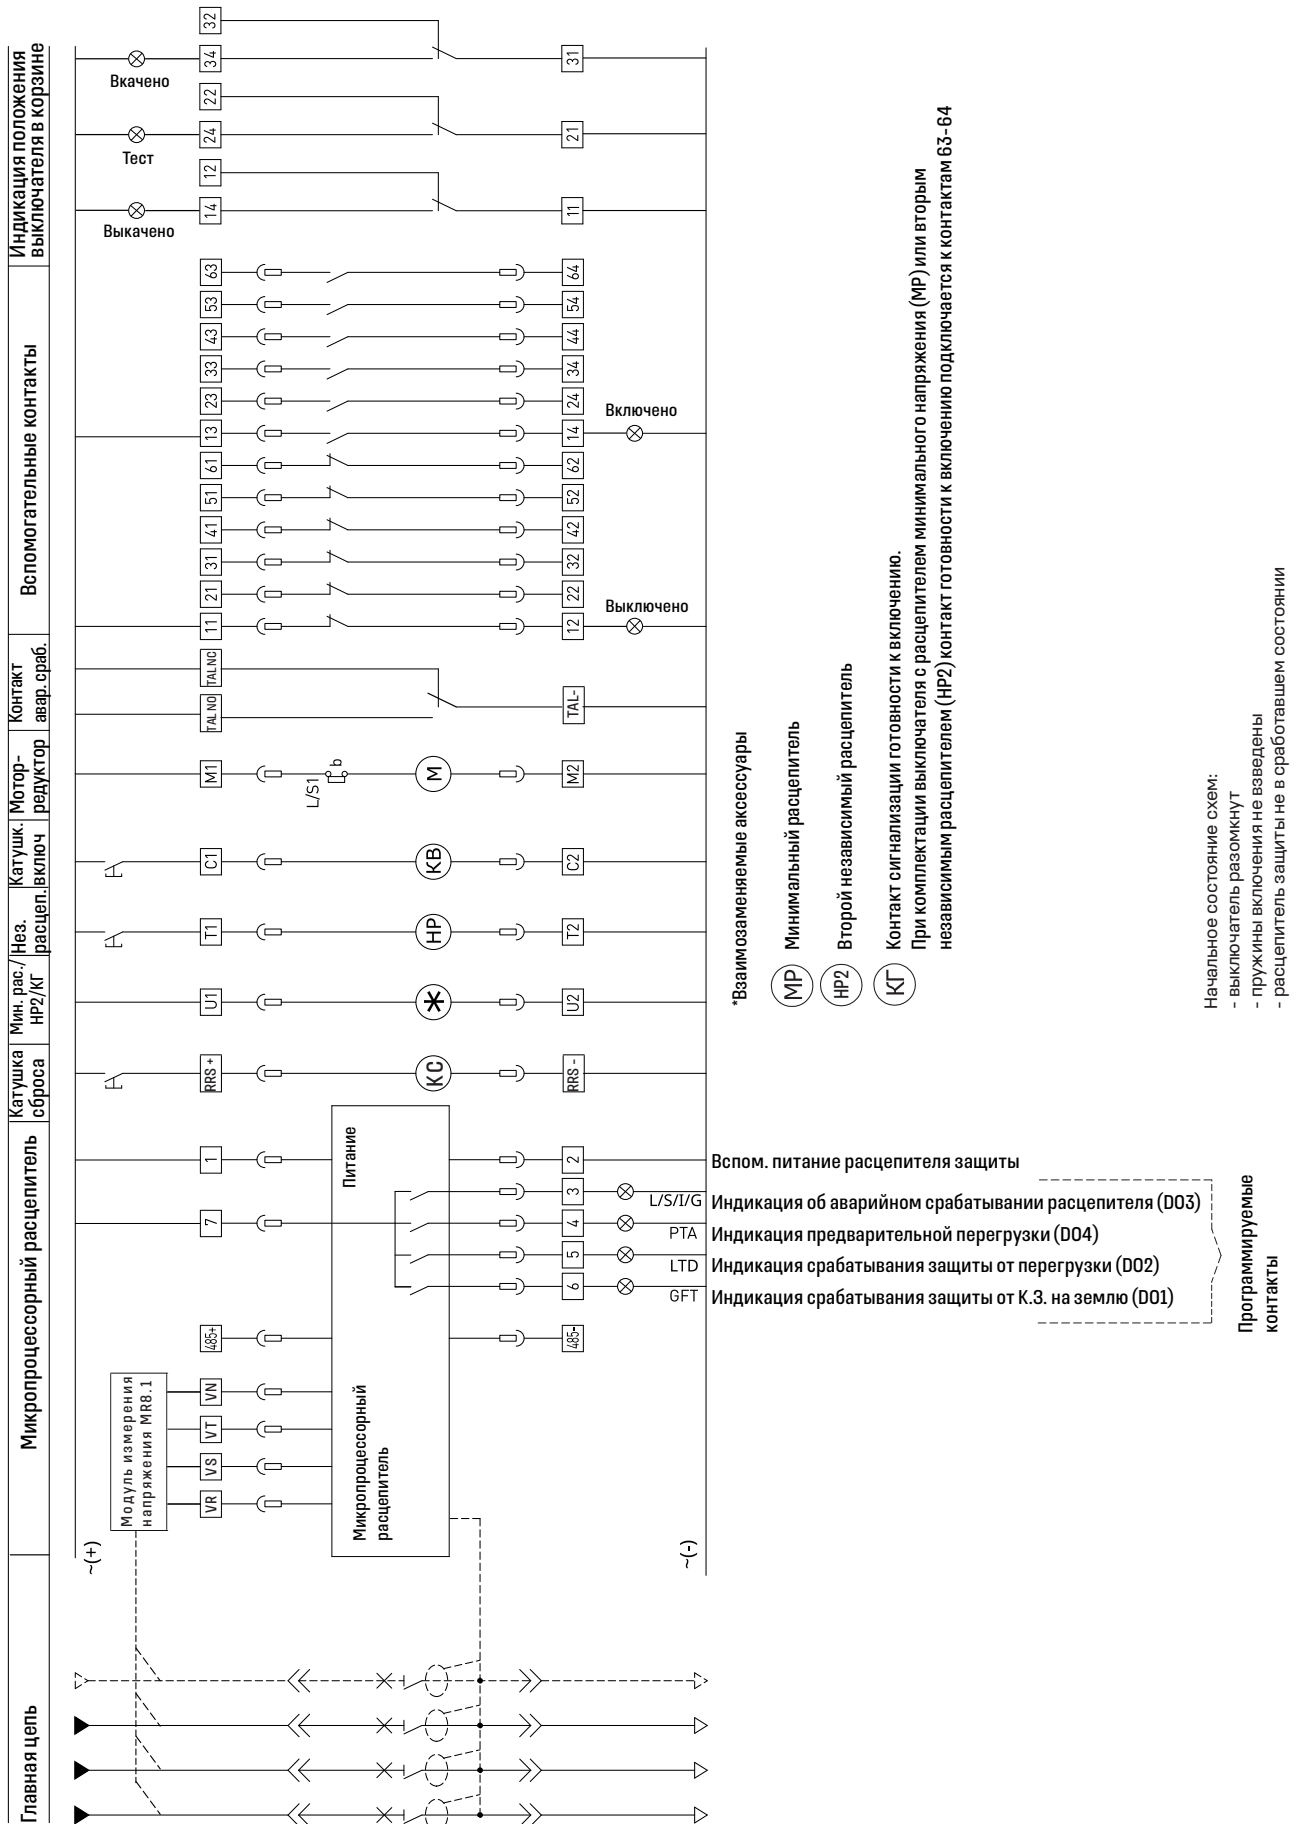 Главная цепь
Микропроцессорный расцепитель
Катушка
сброса
Мин. рас./
НР2/КГ
Нез.
расцеп.
Катушк.
включ
Мотор-
редуктор
Контакт
авар. сраб.
Вспомогательные контакты
Индикация положения
выключателя в корзине
~(+)
Модуль измерения
напряжения MR8.1
Выкачено
Тест
Вкачено
VR
VS
VT
VN
485+
7
1
RRS +
U1
T1
C1
M1
TAL NO
TAL NC
11
21
31
41
51
61
13
23
33
43
53
63
14
12
24
22
34
32
L/S1
b
Микропроцессорный
расцепитель
Питание
КС
*
НР
КВ
М
485-
6
5
4
3
2
RRS -
U2
T2
C2
M2
TAL-
12
22
32
42
52
62
14
24
34
44
54
64
11
21
31
Выключено
Включено
~(-)
L/S/I/G
PTA
LTD
GFT
Вспом. питание расцепителя защиты
Индикация об аварийном срабатывании расцепителя (DO3)
Индикация предварительной перегрузки (DO4)
Индикация срабатывания защиты от перегрузки (DO2)
Индикация срабатывания защиты от К.З. на землю (DO1)
Программируемые
контакты
*Взаимозаменяемые аксессуары
МР Минимальный расцепитель
НР2 Второй независимый расцепитель
КГ Контакт сигнализации готовности к включению.
При комплектации выключателя с расцепителем минимального напряжения (МР) или вторым
независимым расцепителем (НР2) контакт готовности к включению подключается к контактам 63-64
Начальное состояние схем:
- выключатель разомкнут
- пружины включения не взведены
- расцепитель защиты не в сработавшем состоянии